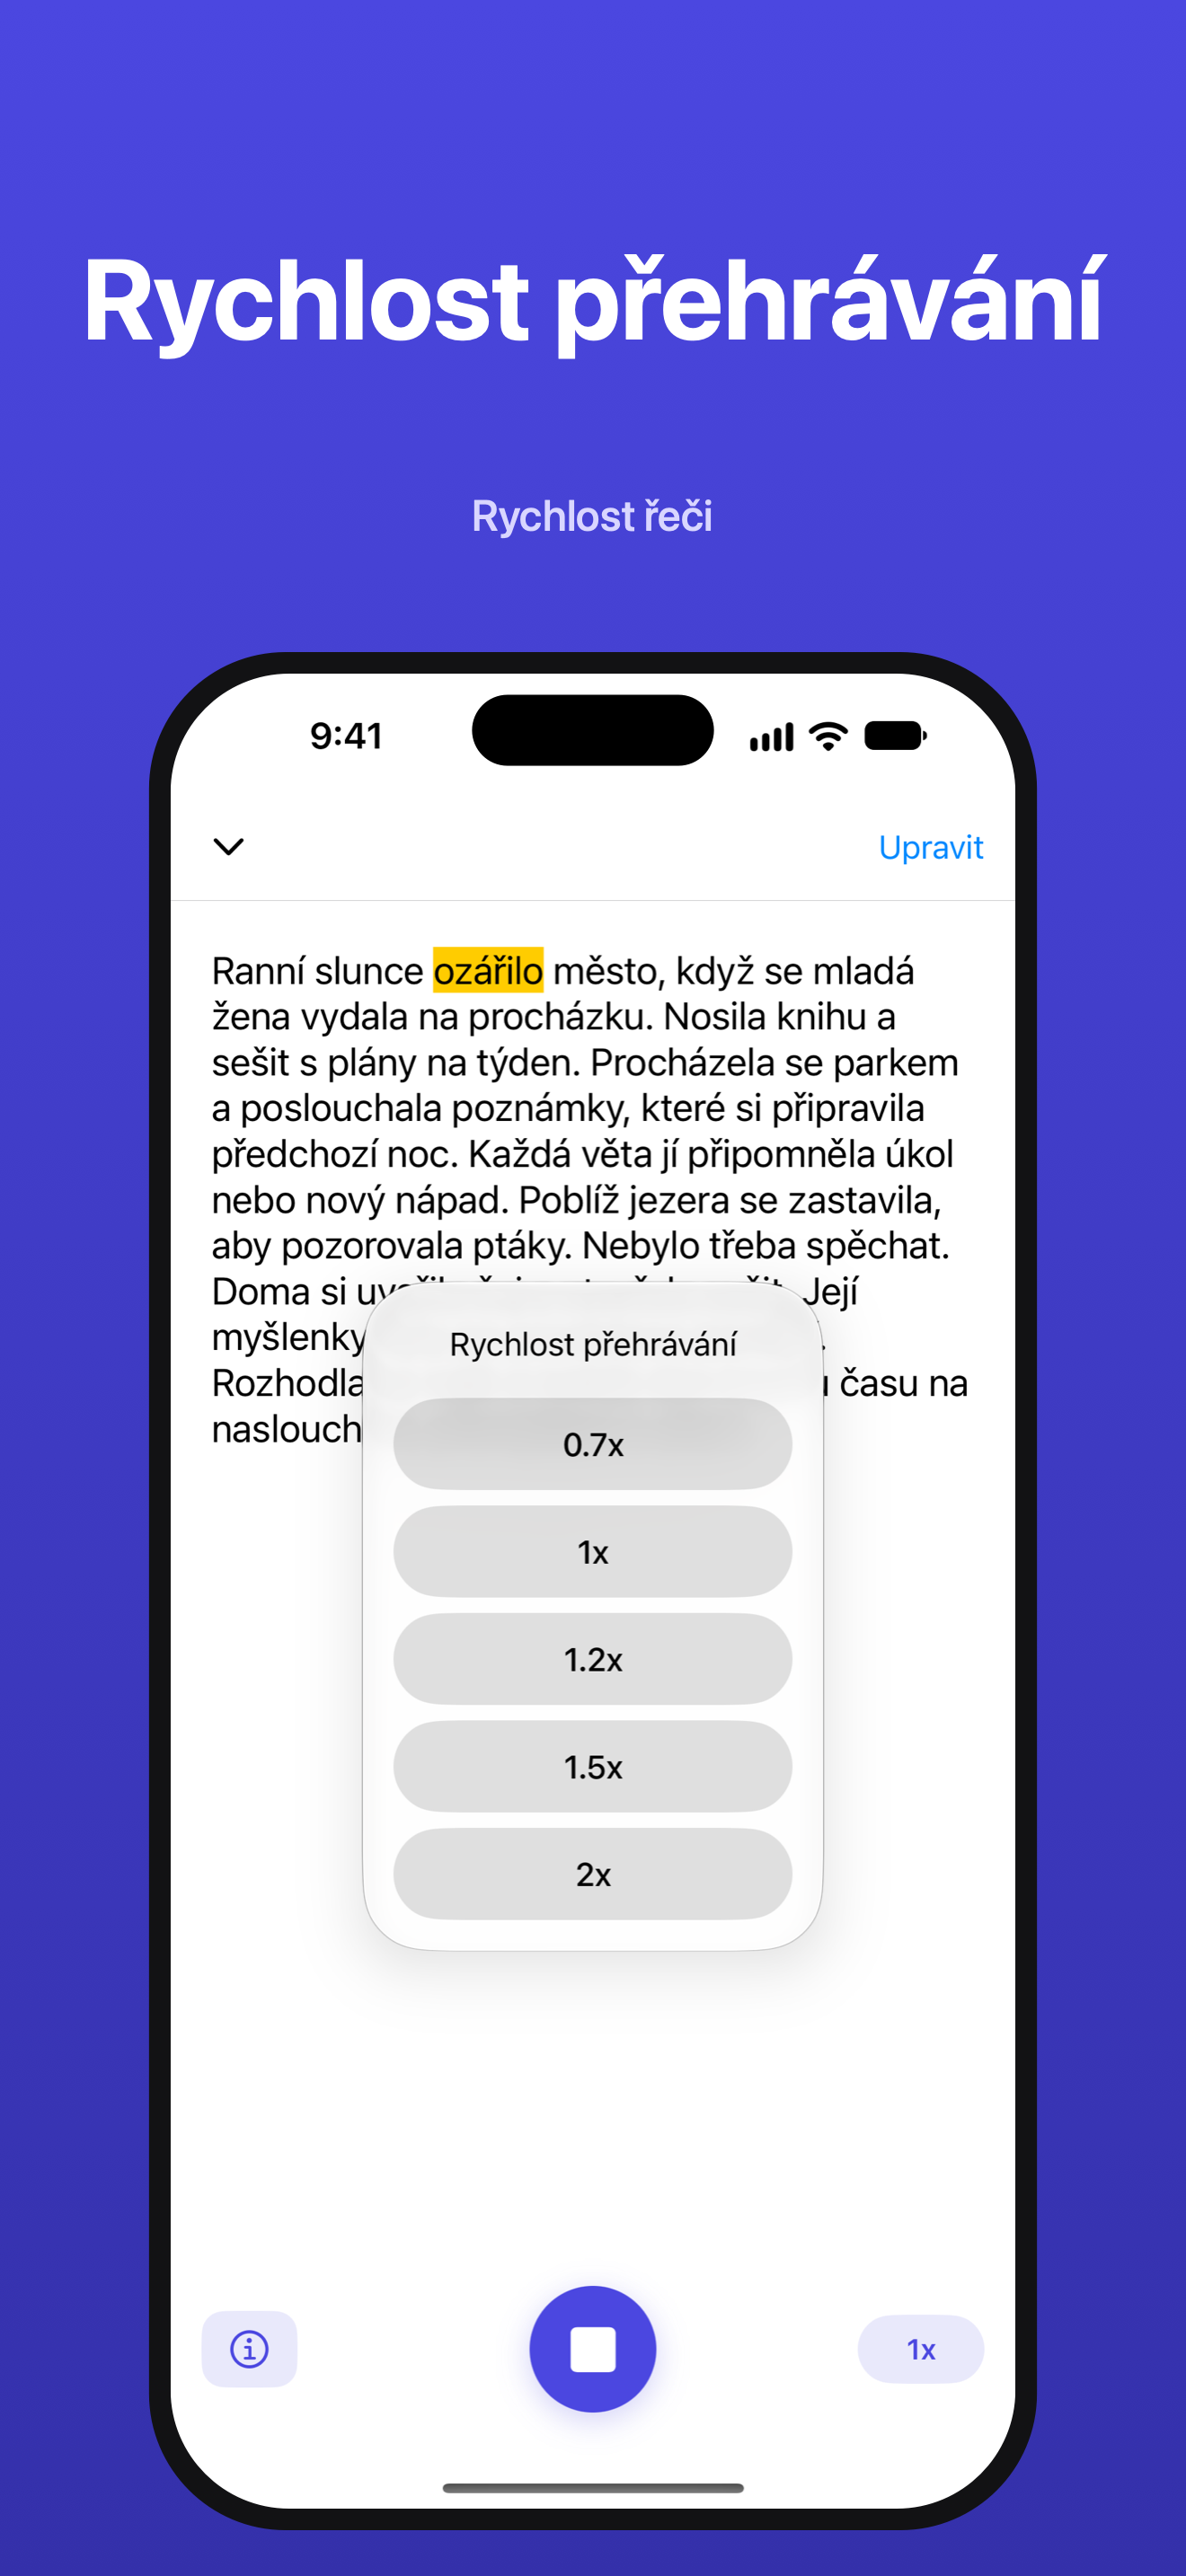 Rychlost přehrávání
Rychlost řeči
9:41
Upravit
Ranní slunce ozářilo město, když se mladá
žena vydala na procházku. Nosila knihu a
sešit s plány na týden. Procházela se parkem
a poslouchala poznámky, které si připravila
předchozí noc. Každá věta jí připomněla úkol
nebo nový nápad. Poblíž jezera se zastavila,
aby pozorovala ptáky. Nebylo třeba spěchat.
Doma si Její
myšlenky
Rozhodla času na
naslouch
Rychlost přehrávání
0.7x
1x
1.2x
1.5x
2x
1x